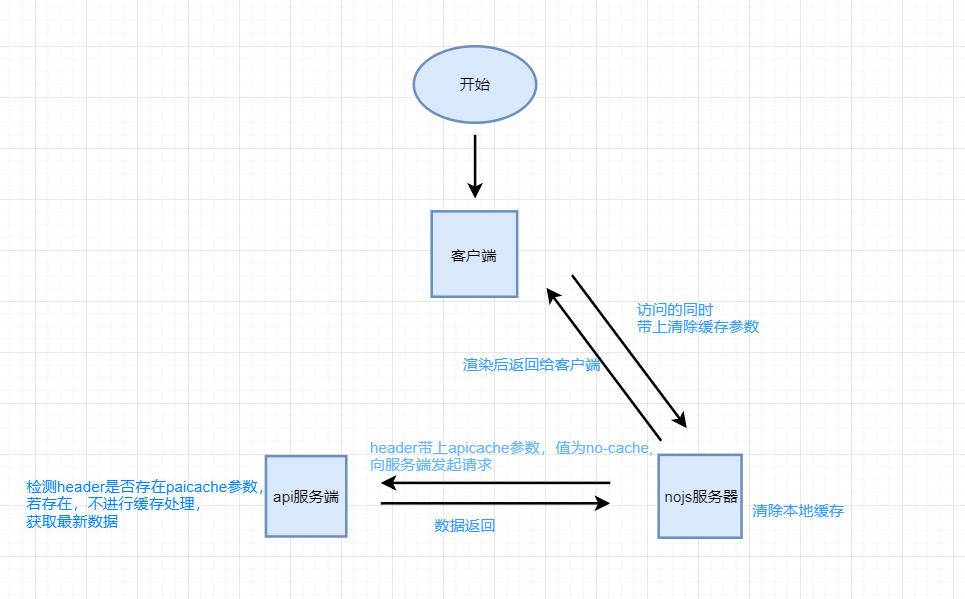 开始
客户端
访问的同时
带上清除缓存参数
渲染后返回给客户端
header带上apicache参数，值为no-cache,
向服务端发起请求
检测header是否存在paicache参数，
若存在，不进行缓存处理，
获取最新数据
api服务端
nojs服务器
清除本地缓存
数据返回